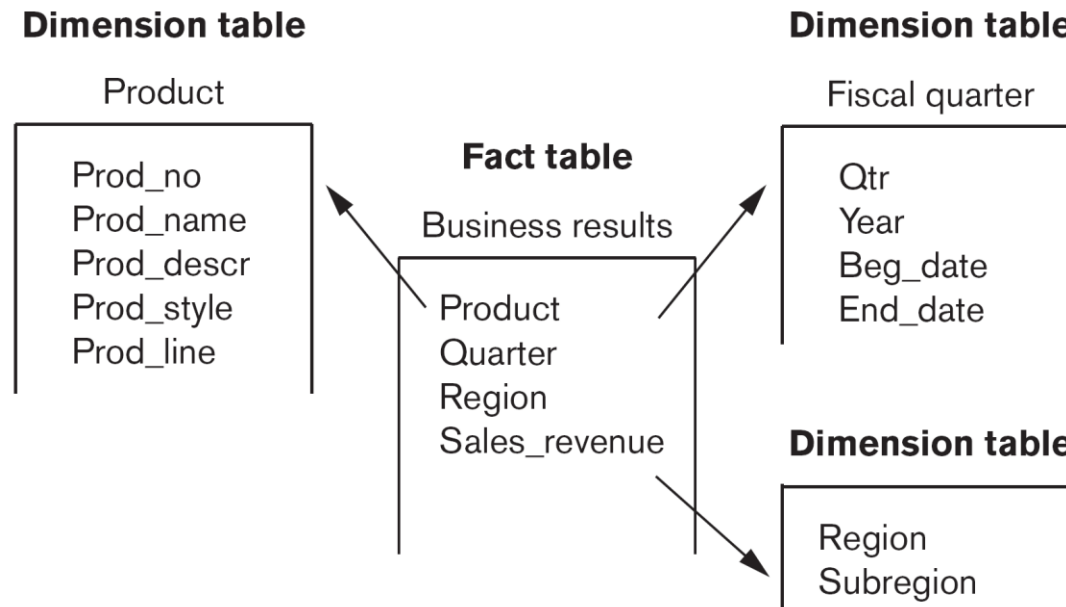 Dimension table
Product
Prod_no
Prod_name
Prod_descr
Prod_style
Prod_line
Fact table
Business results
Product
Quarter
Region
Sales_revenue
Dimension table
Fiscal quarter
Qtr
Year
Beg_date
End_date
Dimension table
Region
Subregion